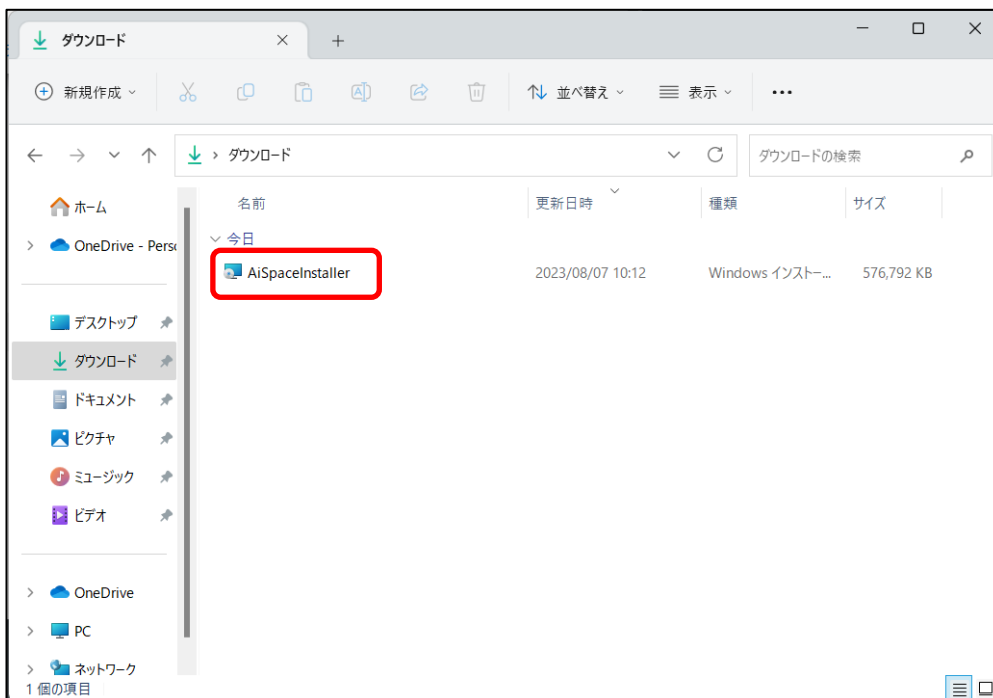 ダウンロード
新規作成
並べ替え
表示
ダウンロード
ダウンロードの検索
ホーム
OneDrive - Perso
デスクトップ
ダウンロード
ドキュメント
ピクチャ
ミュージック
ビデオ
OneDrive
PC
ネットワーク
名前 更新日時 種類 サイズ
今日
AiSpaceInstaller 2023/08/07 10:12 Windows インストー... 576,792 KB
1 個の項目